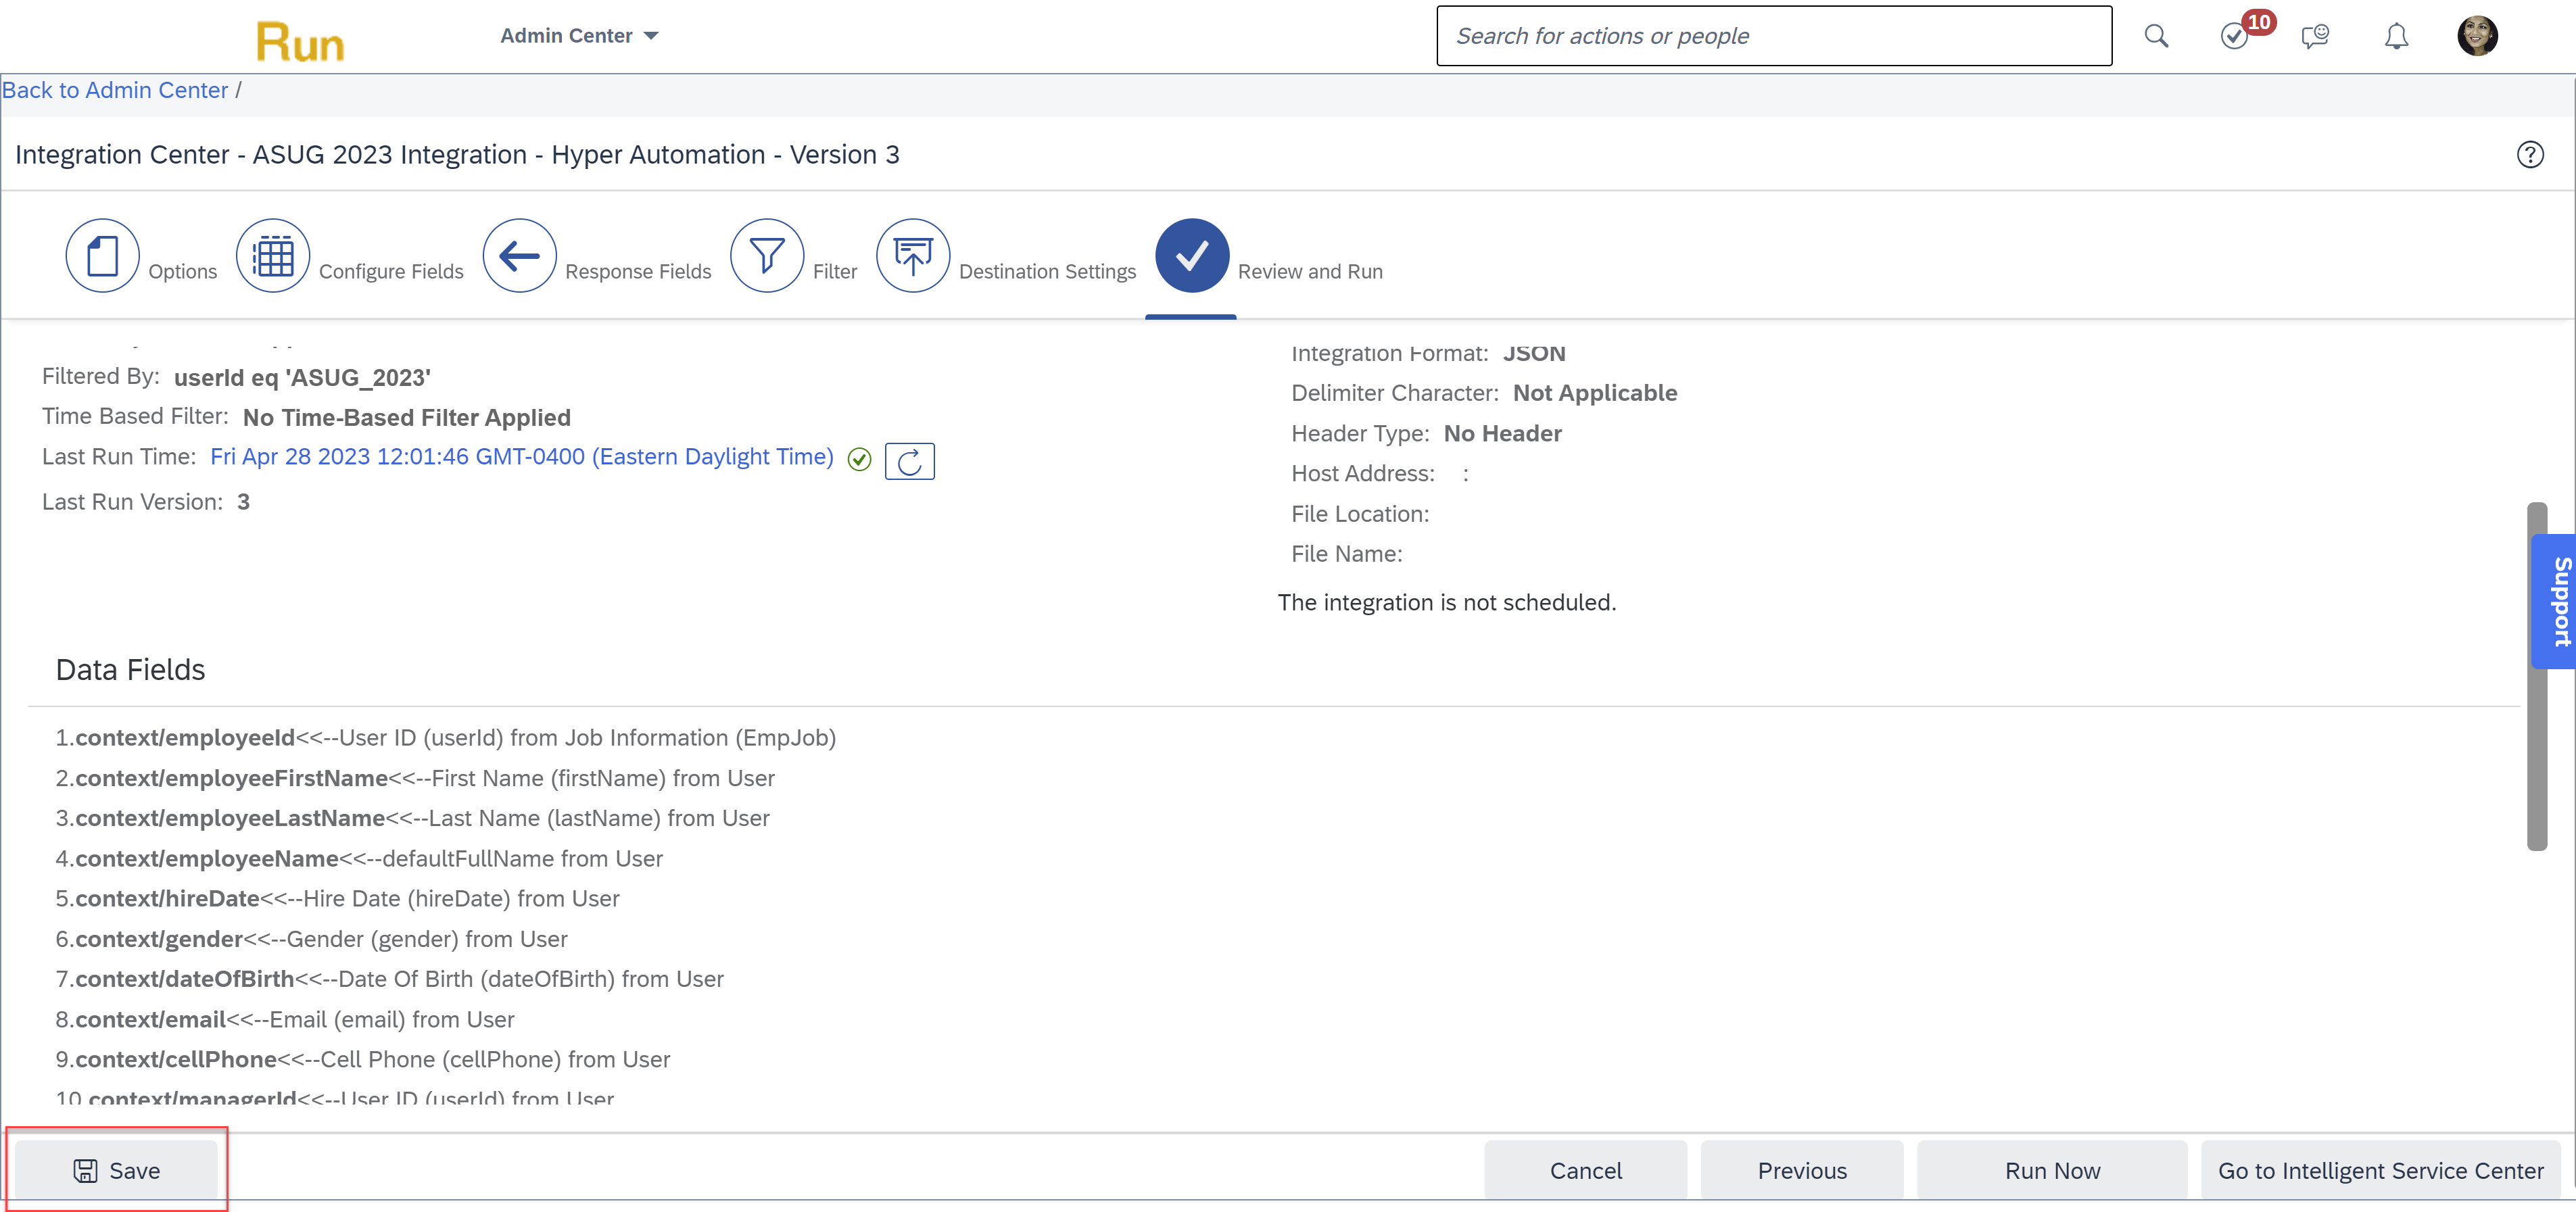 Run
Admin Center
Search for actions or people
10
Back to Admin Center /
Integration Center - ASUG 2023 Integration - Hyper Automation - Version 3
Options
Configure Fields
Response Fields
Filter
Destination Settings
Review and Run
Filtered By: userId eq 'ASUG_2023'
Time Based Filter: No Time-Based Filter Applied
Last Run Time: Fri Apr 28 2023 12:01:46 GMT-0400 (Eastern Daylight Time)
Last Run Version: 3
Integration Format: JSON
Delimiter Character: Not Applicable
Header Type: No Header
Host Address: :
File Location:
File Name:
The integration is not scheduled.
Support
Data Fields
1.context/employeeId<<--User ID (userId) from Job Information (EmpJob)
2.context/employeeFirstName<<--First Name (firstName) from User
3.context/employeeLastName<<--Last Name (lastName) from User
4.context/employeeName<<--defaultFullName from User
5.context/hireDate<<--Hire Date (hireDate) from User
6.context/gender<<--Gender (gender) from User
7.context/dateOfBirth<<--Date Of Birth (dateOfBirth) from User
8.context/email<<--Email (email) from User
9.context/cellPhone<<--Cell Phone (cellPhone) from User
10.context/managerId<<--User ID (userId) from User
Save
Cancel
Previous
Run Now
Go to Intelligent Service Center